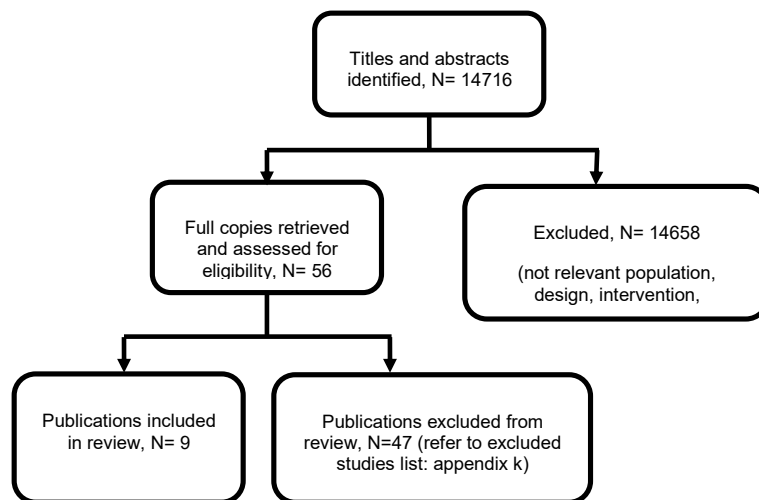 Titles and abstracts
identified, N= 14716
Full copies retrieved
and assessed for
eligibility, N= 56
Excluded, N= 14658
(not relevant population,
design, intervention,
Publications included
in review, N= 9
Publications excluded from
review, N=47 (refer to excluded
studies list: appendix k)